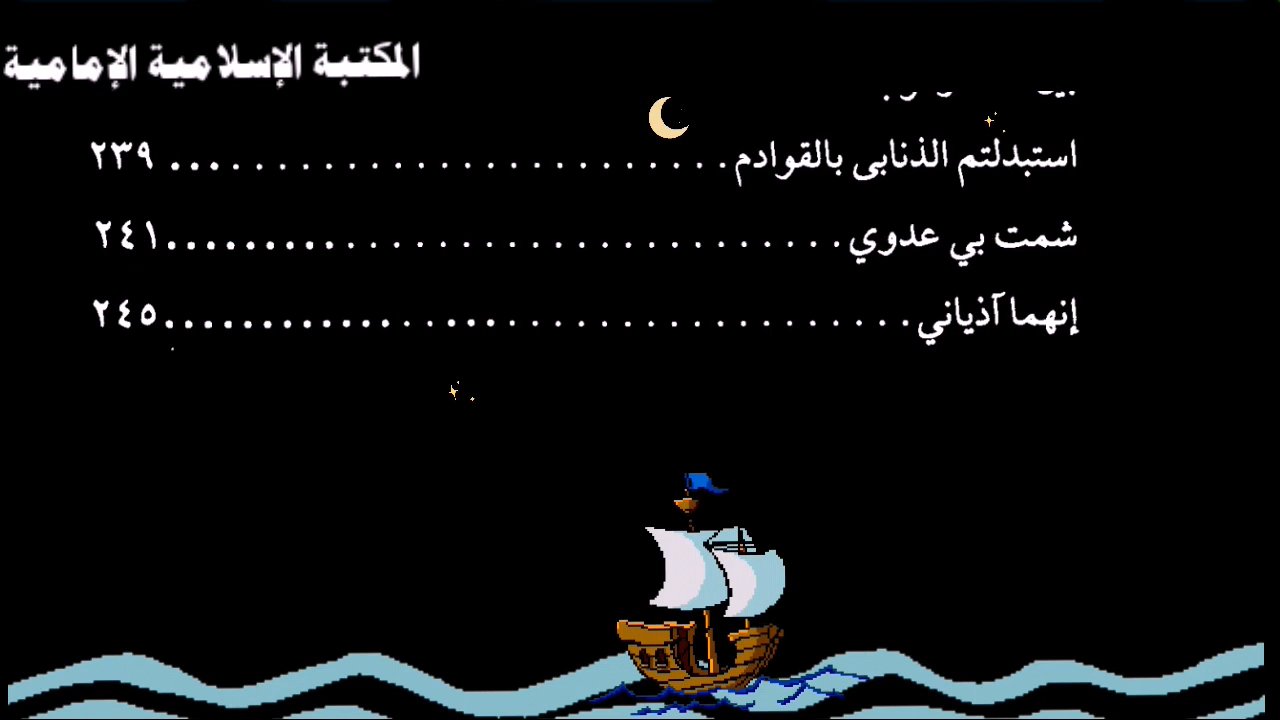 المكتبة الإسلامية الإمامية
استبدلتم الذنابى بالقوادم ............................ ٢٣٩
شمت بي عدوي ................................... ٢٤١
إنهما آذياني ...................................... ٢٤٥